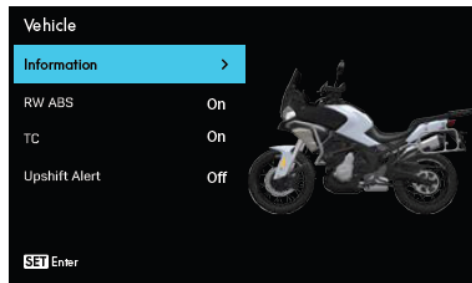 Vehicle
Information >
RW ABS On
TC On
Upshift Alert Off
SET Enter